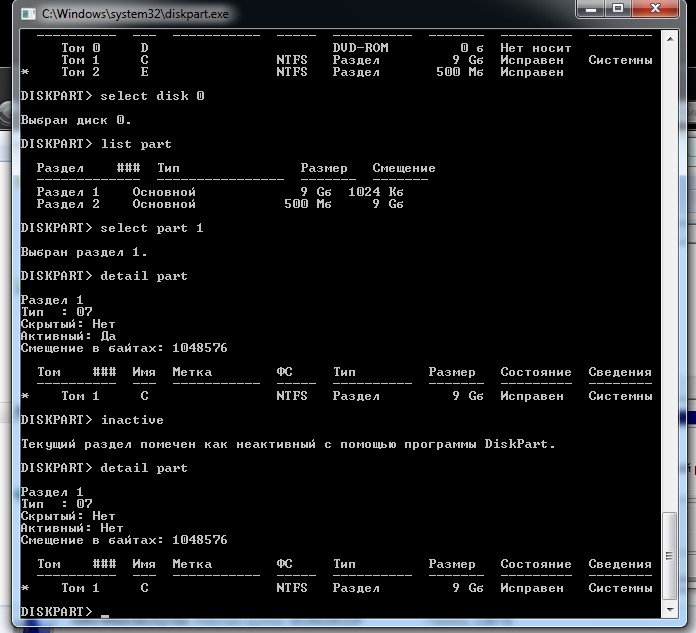 C:\Windows\system32\diskpart.exe
Том 0 D DVD-ROM 0 б Нет носит
Том 1 C NTFS Раздел 9 Gб Исправен Системны
* Том 2 E NTFS Раздел 500 Мб Исправен
DISKPART> select disk 0
Выбран диск 0.
DISKPART> list part
Раздел ### Тип Размер Смещение
Раздел 1 Основной 9 Gб 1024 Кб
Раздел 2 Основной 500 Мб 9 Gб
DISKPART> select part 1
Выбран раздел 1.
DISKPART> detail part
Раздел 1
Тип : 07
Скрытый: Нет
Активный: Да
Смещение в байтах: 1048576
Том ### Имя Метка ФС Тип Размер Состояние Сведения
* Том 1 C NTFS Раздел 9 Gб Исправен Системны
DISKPART> inactive
Текущий раздел помечен как неактивный с помощью программы DiskPart.
DISKPART> detail part
Раздел 1
Тип : 07
Скрытый: Нет
Активный: Нет
Смещение в байтах: 1048576
Том ### Имя Метка ФС Тип Размер Состояние Сведения
* Том 1 C NTFS Раздел 9 Gб Исправен Системны
DISKPART> _